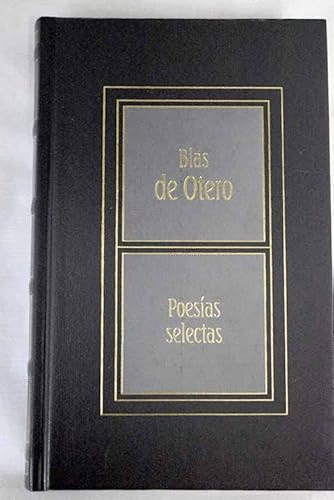 Blas
de Otero
Poesías
selectas